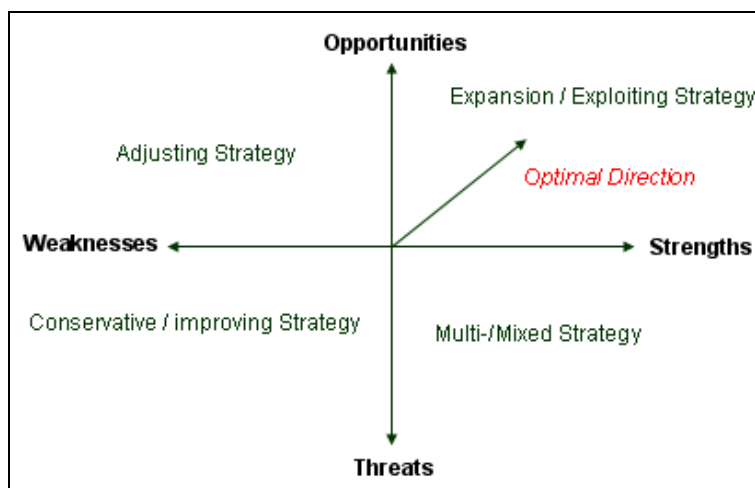 Opportunities
Expansion / Exploiting Strategy
Adjusting Strategy
Optimal Direction
Weaknesses
Strengths
Conservative / improving Strategy
Multi-/Mixed Strategy
Threats